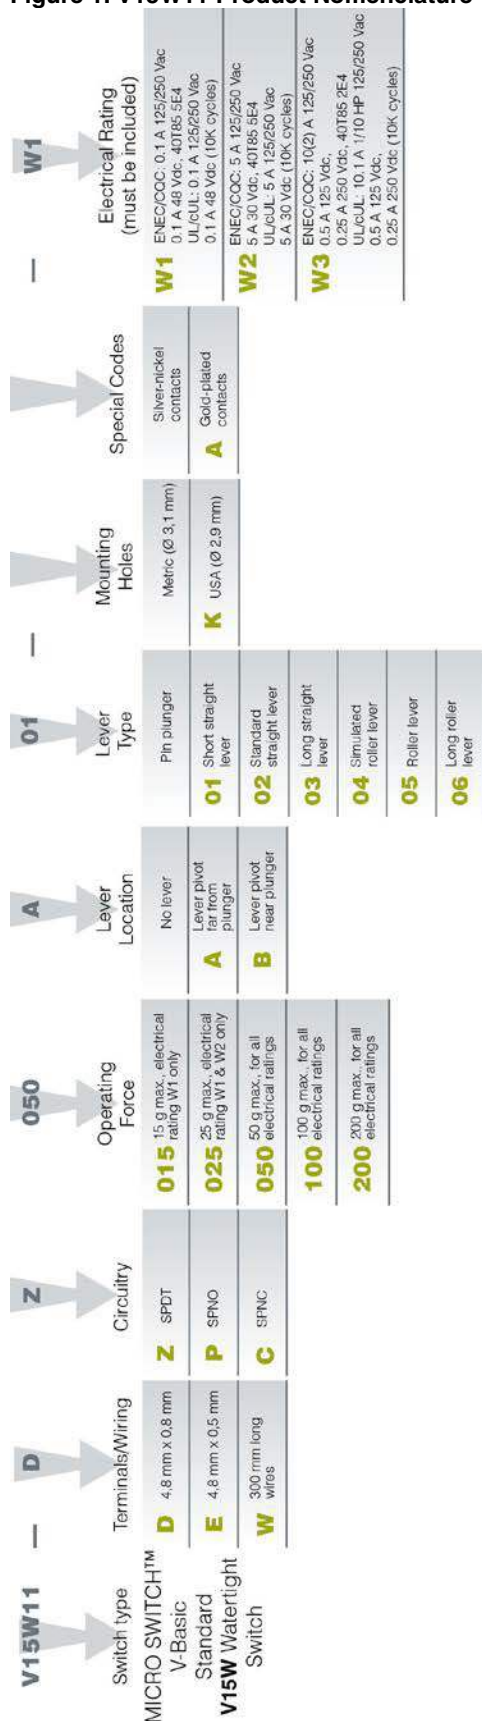 Figure 1. V15W11 Product Nomenclature
V15W11 — D Z 050 A 01 — W1
Switch type
MICRO SWITCH™
V-Basic
Standard
V15W Watertight
Switch
Terminals/Wiring
D 4,8 mm x 0,8 mm
E 4,8 mm x 0,5 mm
W 300 mm long
wires
Circuitry
Z SPDT
P SPNO
C SPNC
Operating
Force
015 15 g max., electrical
rating W1 only
025 25 g max., electrical
rating W1 & W2 only
050 50 g max., for all
electrical ratings
100 100 g max., for all
electrical ratings
200 200 g max., for all
electrical ratings
Lever
Location
No lever
A Lever pivot
far from
plunger
B Lever pivot
near plunger
Lever
Type
Pin plunger
01 Short straight
lever
02 Standard
straight lever
03 Long straight
lever
04 Simulated
roller lever
05 Roller lever
06 Long roller
lever
Mounting
Holes
Metric (Ø 3,1 mm)
K USA (Ø 2,9 mm)
Special Codes
Silver-nickel
contacts
A Gold-plated
contacts
Electrical Rating
(must be included)
W1 ENEC/CQC: 0.1 A 125/250 Vac
0.1 A 48 Vdc, 40T85 5E4
UL/cUL: 0.1 A 125/250 Vac
0.1 A 48 Vdc (10K cycles)
W2 ENEC/CQC: 5 A 125/250 Vac
5 A 30 Vdc, 40T85 5E4
UL/cUL: 5 A 125/250 Vac
5 A 30 Vdc (10K cycles)
W3 ENEC/CQC: 10(2) A 125/250 Vac
0.5 A 125 Vdc,
0.25 A 250 Vdc, 40T85 2E4
UL/cUL: 10.1 A 1/10 HP 125/250 Vac
0.5 A 125 Vdc,
0.25 A 250 Vdc (10K cycles)